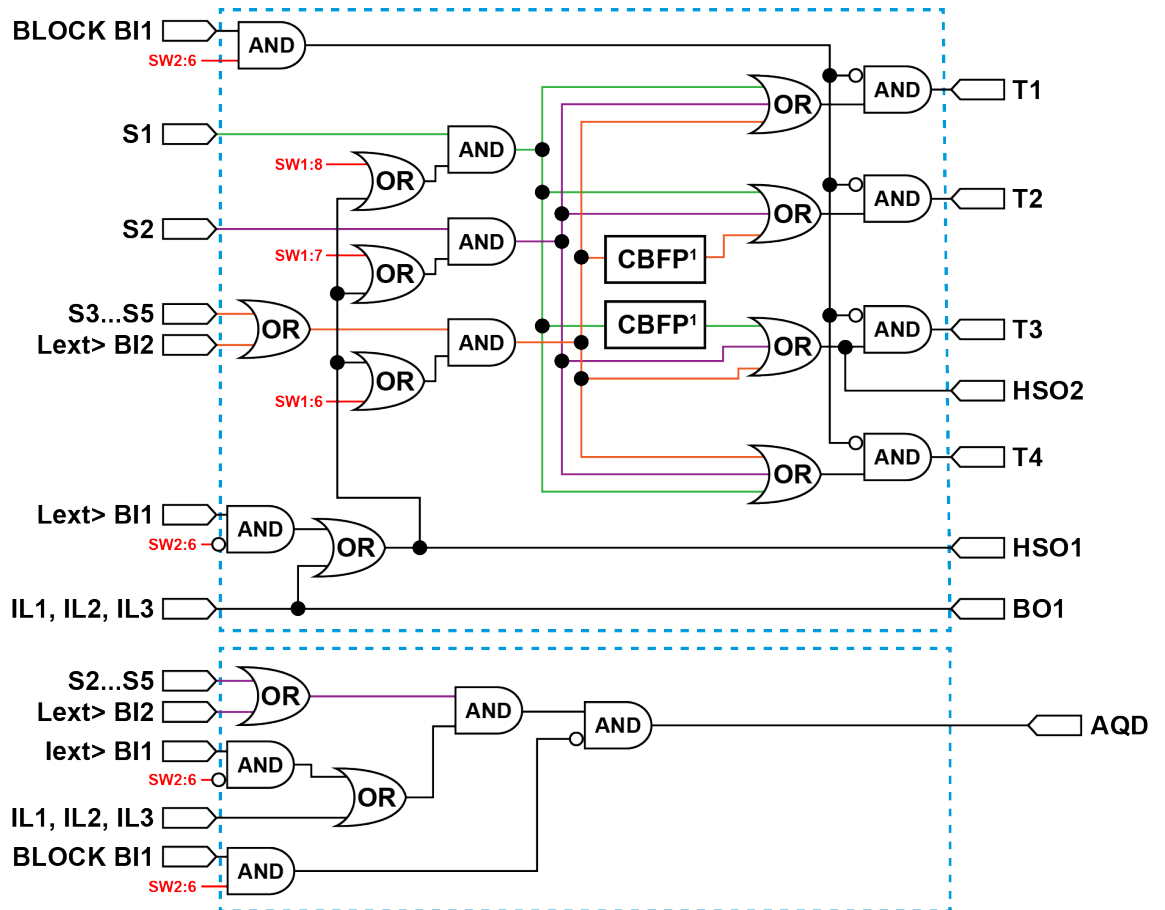 BLOCK BI1
AND
SW2:6
OR
AND
T1
S1
AND
SW1:8
OR
OR
AND
T2
S2
AND
SW1:7
OR
CBFP¹
S3...S5
OR
Lext> BI2
AND
CBFP¹
OR
AND
T3
OR
SW1:6
HSO2
OR
AND
T4
Lext> BI1
AND
SW2:6
OR
HSO1
IL1, IL2, IL3
BO1
S2...S5
OR
Lext> BI2
AND
AND
AQD
Iext> BI1
AND
SW2:6
OR
IL1, IL2, IL3
BLOCK BI1
AND
SW2:6